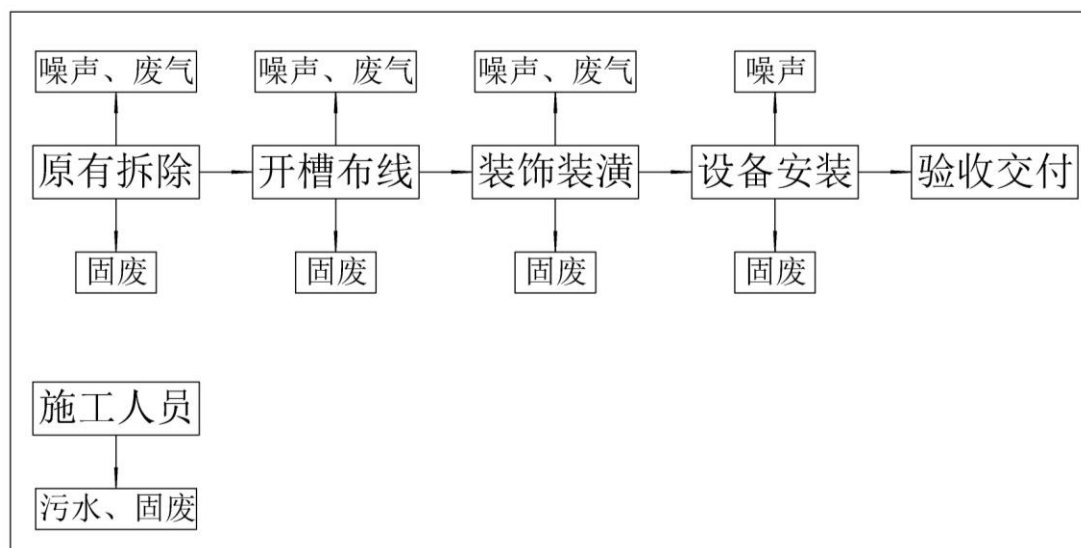 噪声、废气 噪声、废气 噪声、废气 噪声
原有拆除 开槽布线 装饰装潢 设备安装 验收交付
固废 固废 固废 固废
施工人员
污水、固废